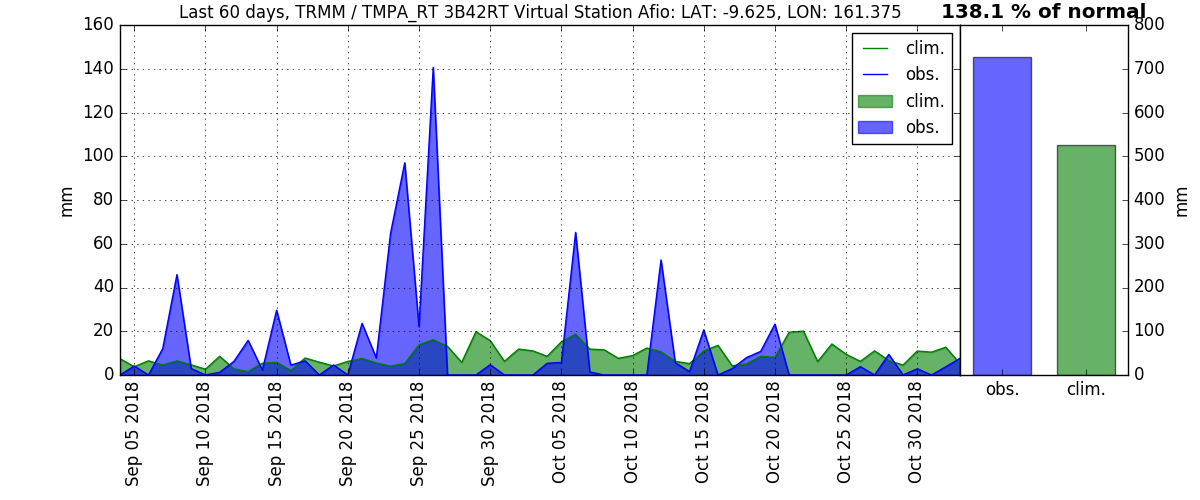 Last 60 days, TRMM / TMPA_RT 3B42RT Virtual Station Afio: LAT: -9.625, LON: 161.375
138.1 % of normal
160
140
120
100
80
60
40
20
0
mm
clim.
obs.
clim.
obs.
Sep 05 2018
Sep 10 2018
Sep 15 2018
Sep 20 2018
Sep 25 2018
Sep 30 2018
Oct 05 2018
Oct 10 2018
Oct 15 2018
Oct 20 2018
Oct 25 2018
Oct 30 2018
800
700
600
500
400
300
200
100
0
mm
obs.
clim.